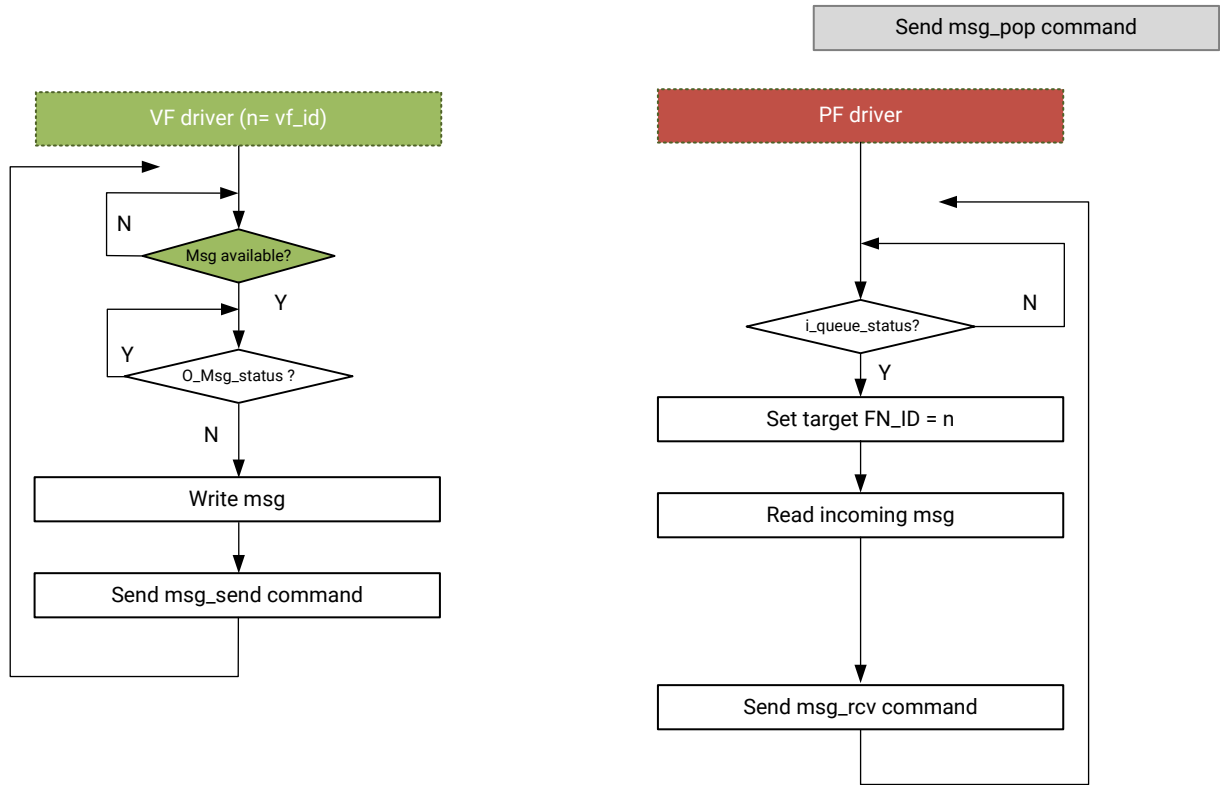 Send msg_pop command
VF driver (n= vf_id)
N
Msg available?
Y
Y
O_Msg_status ?
N
Write msg
Send msg_send command
PF driver
N
i_queue_status?
Y
Set target FN_ID = n
Read incoming msg
Send msg_rcv command